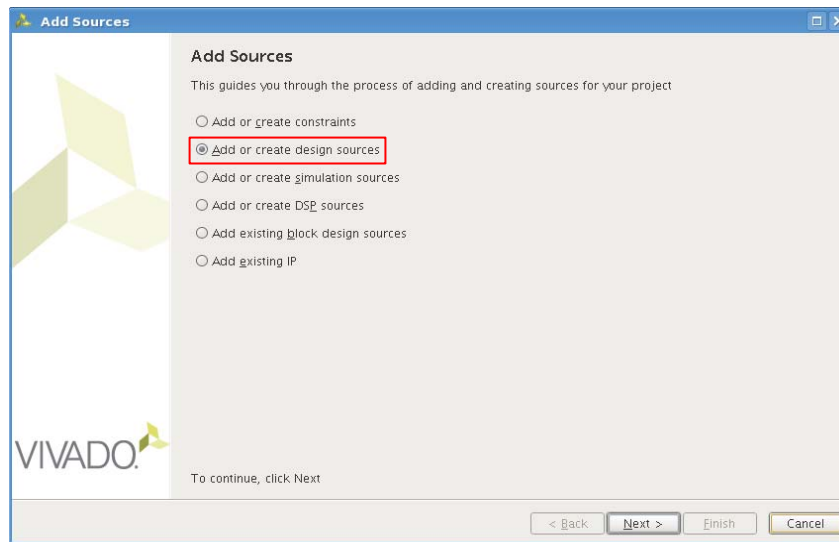 Add Sources
Add Sources
This guides you through the process of adding and creating sources for your project
Add or create constraints
Add or create design sources
Add or create simulation sources
Add or create DSP sources
Add existing block design sources
Add existing IP
VIVADO.
To continue, click Next
< Back Next > Finish Cancel